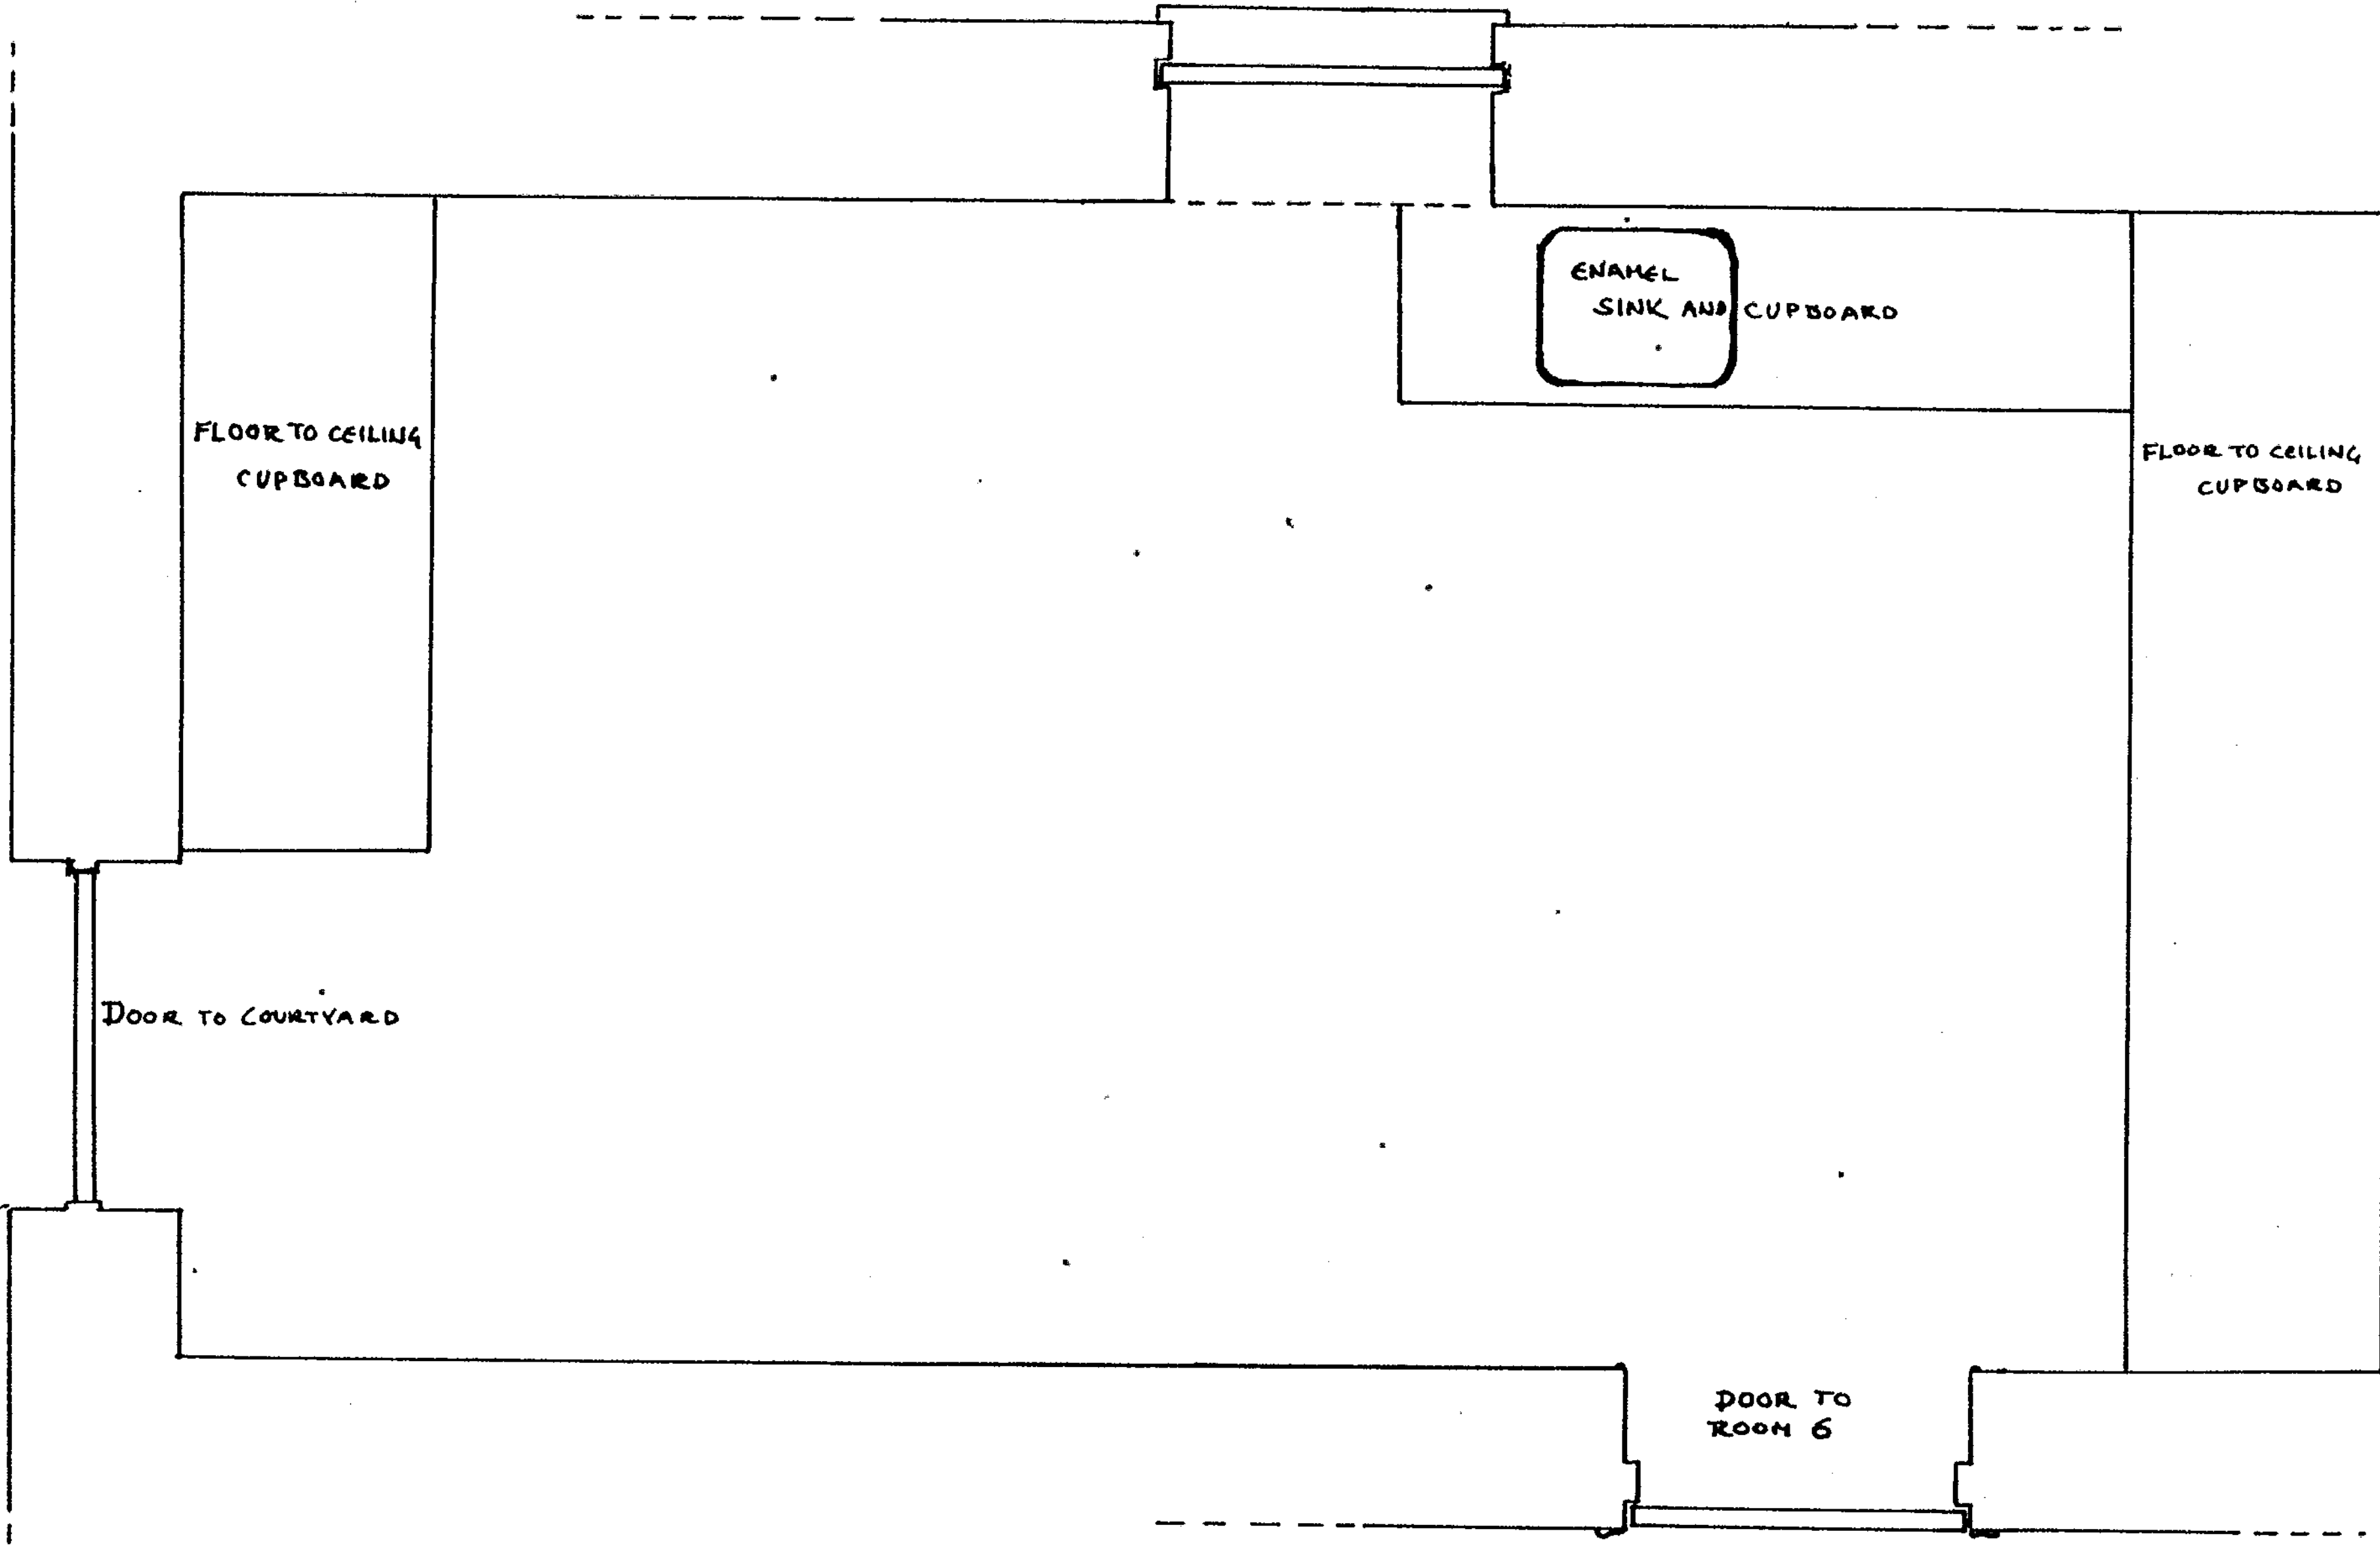 ENAMEL
SINK AND CUPBOARD
FLOOR TO CEILING
CUPBOARD
FLOOR TO CEILING
CUPBOARD
DOOR TO COURTYARD
DOOR TO
ROOM 6